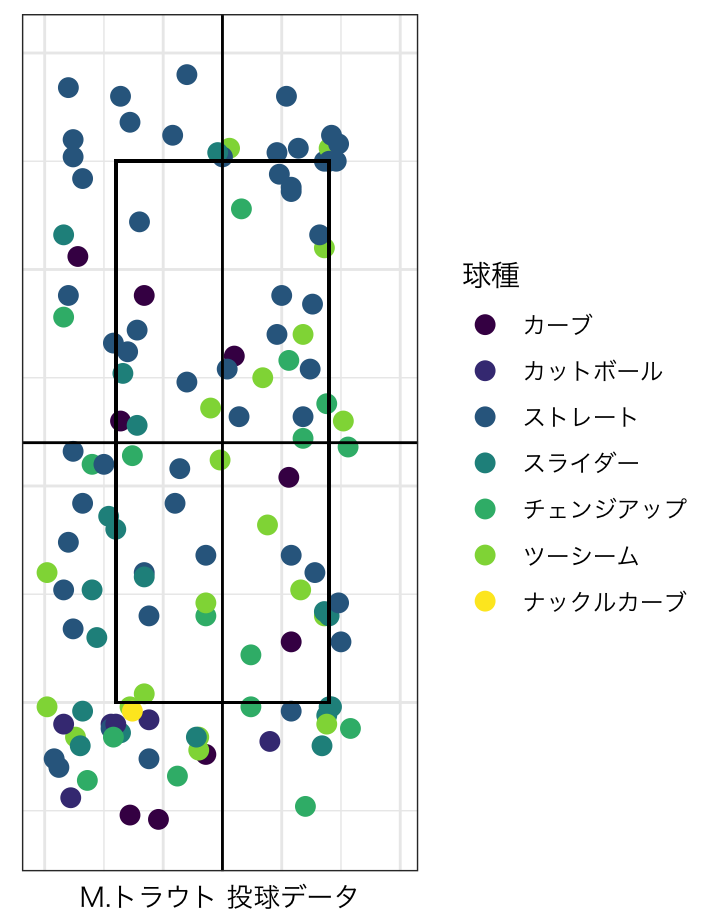 球種
カーブ
カットボール
ストレート
スライダー
チェンジアップ
ツーシーム
ナックルカーブ
M.トラウト 投球データ